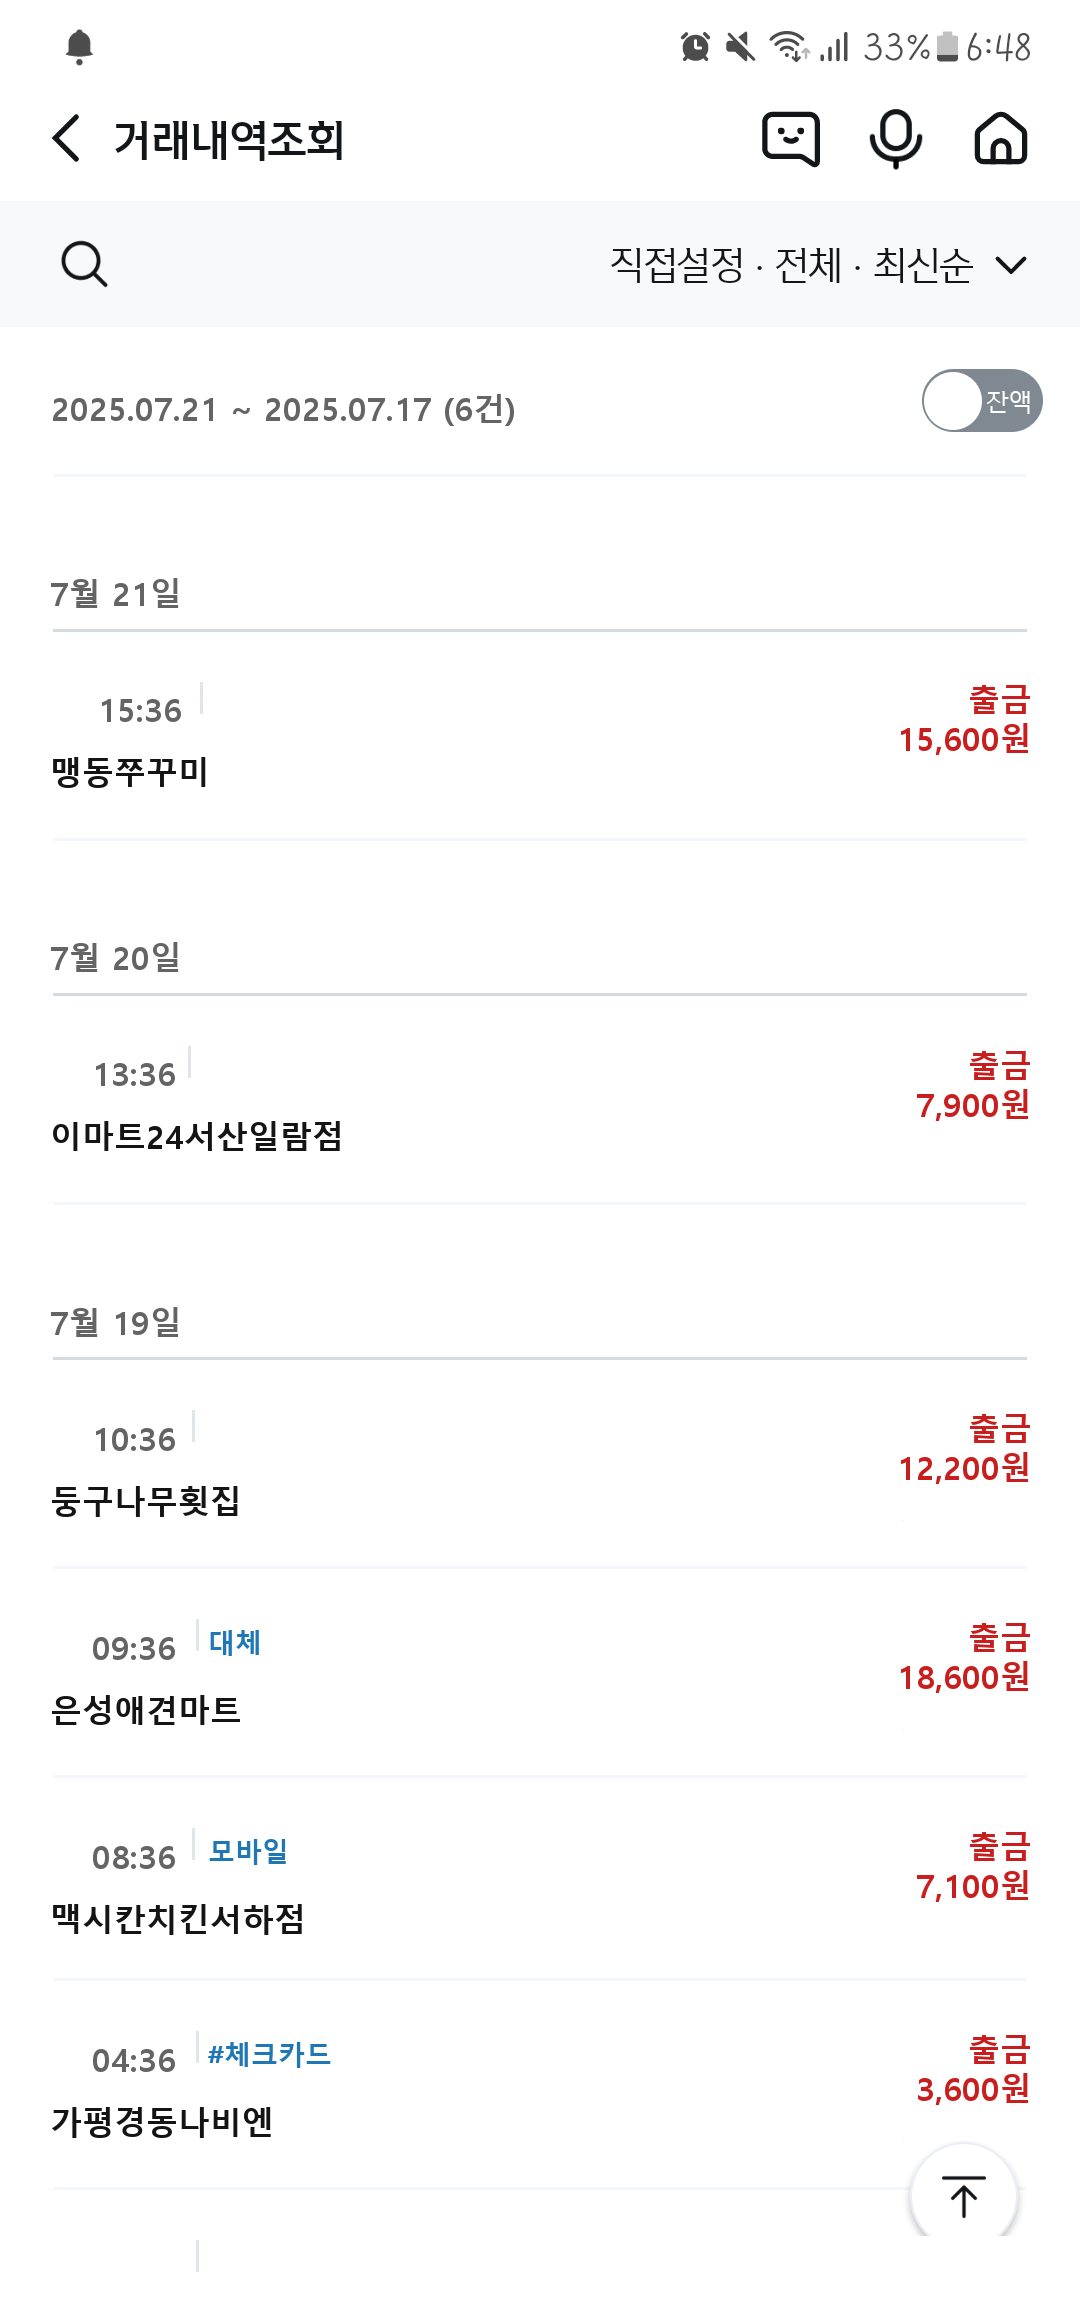 33% 6:48
거래내역조회
직접설정 · 전체 · 최신순
2025.07.21 ~ 2025.07.17 (6건)
잔액
7월 21일
15:36
출금
15,600원
맹동쭈꾸미
7월 20일
13:36
출금
7,900원
이마트24서산일람점
7월 19일
10:36
출금
12,200원
둥구나무횟집
09:36 대체
출금
18,600원
은성애견마트
08:36 모바일
출금
7,100원
맥시칸치킨서하점
04:36 #체크카드
출금
3,600원
가평경동나비엔